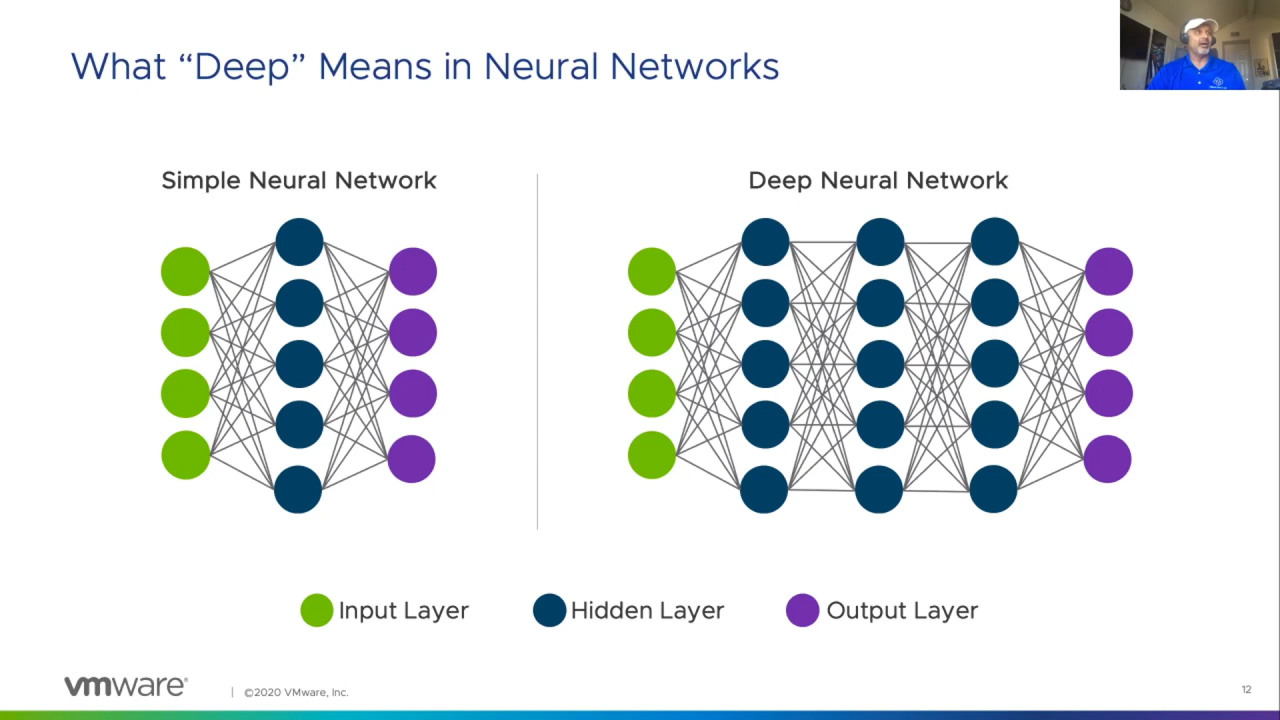 What “Deep” Means in Neural Networks
Simple Neural Network
Deep Neural Network
Input Layer
Hidden Layer
Output Layer
vmware®
| ©2020 VMware, Inc.
12